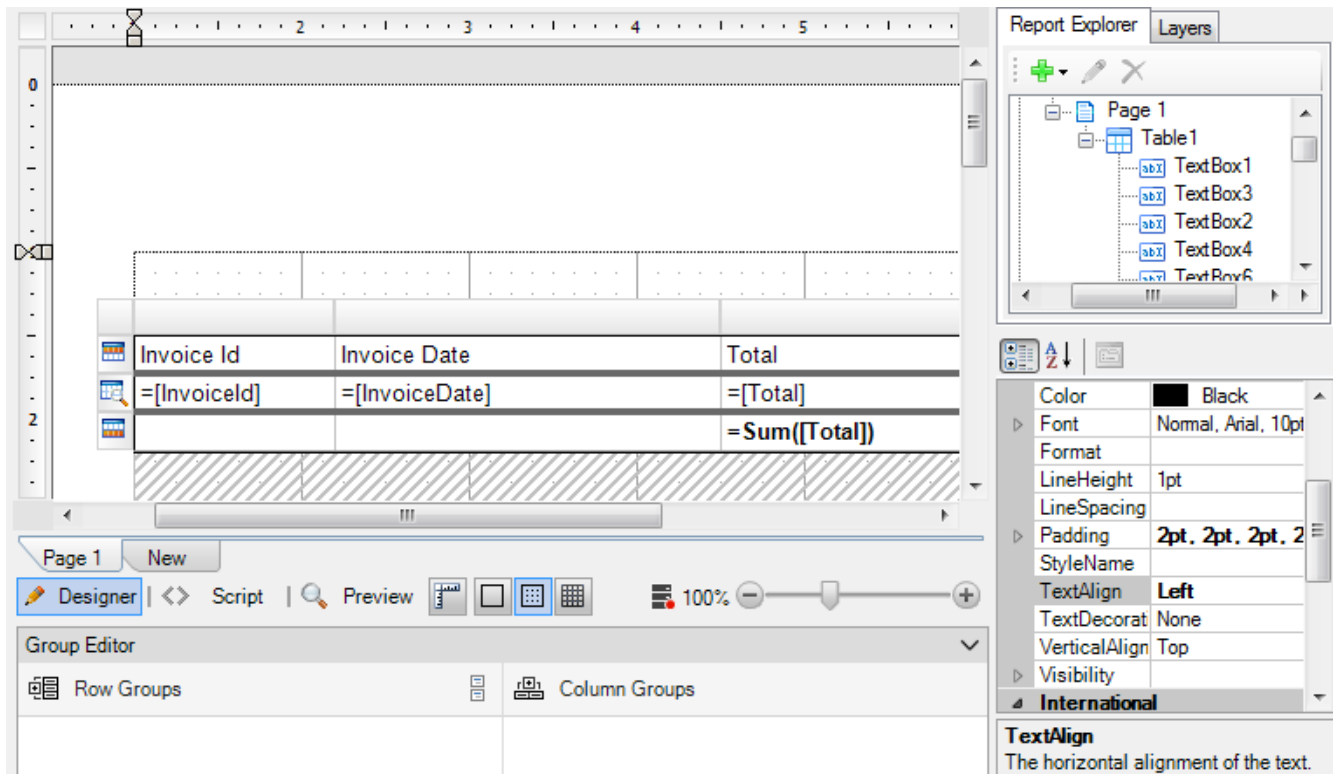 2 3 4 5
Report Explorer Layers
0
Page 1
Table1
TextBox1
TextBox3
TextBox2
TextBox4
TextBox6
Invoice Id Invoice Date Total
=[InvoiceId] =[InvoiceDate] =[Total]
2
=Sum([Total])
Color Black
Font Normal, Arial, 10pt
Format
LineHeight 1pt
LineSpacing
Padding 2pt, 2pt, 2pt, 2
StyleName
TextAlign Left
TextDecorat None
VerticalAlign Top
Visibility
International
Page 1 New
Designer Script Preview 100%
Group Editor
Row Groups Column Groups
TextAlign
The horizontal alignment of the text.